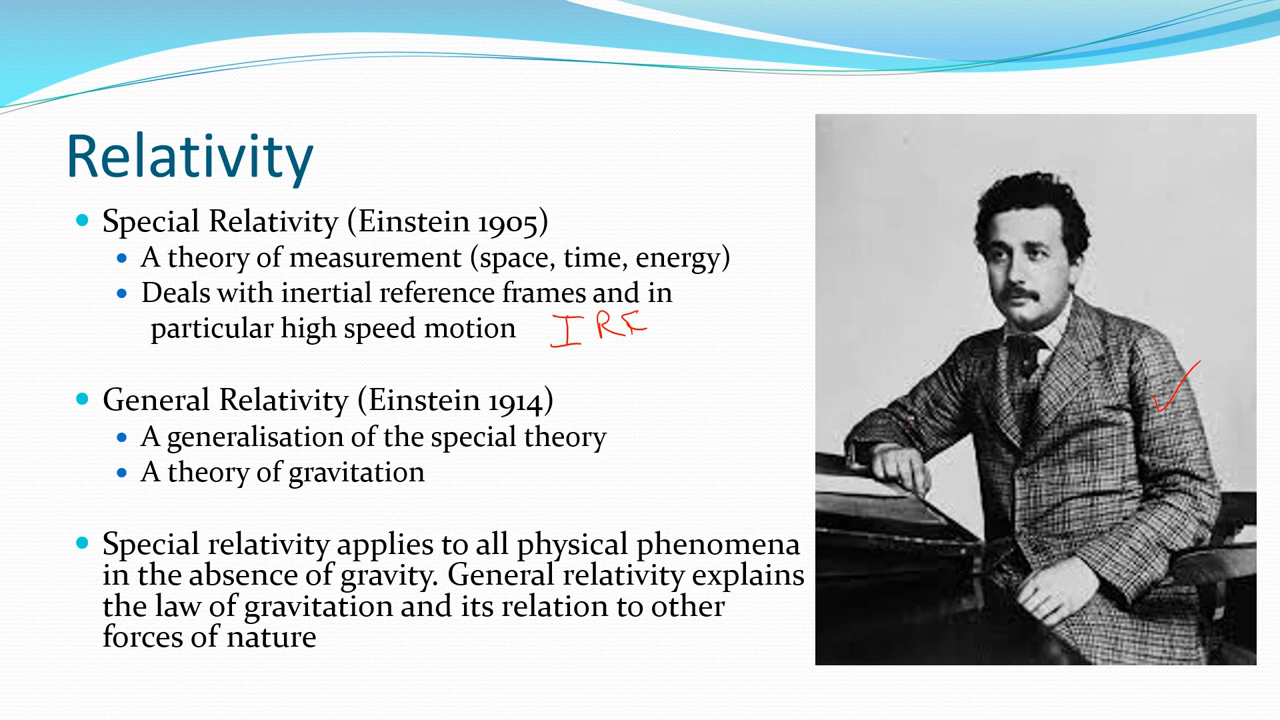 Relativity
Special Relativity (Einstein 1905)
A theory of measurement (space, time, energy)
Deals with inertial reference frames and in
particular high speed motion IRF
General Relativity (Einstein 1914)
A generalisation of the special theory
A theory of gravitation
Special relativity applies to all physical phenomena
in the absence of gravity. General relativity explains
the law of gravitation and its relation to other
forces of nature